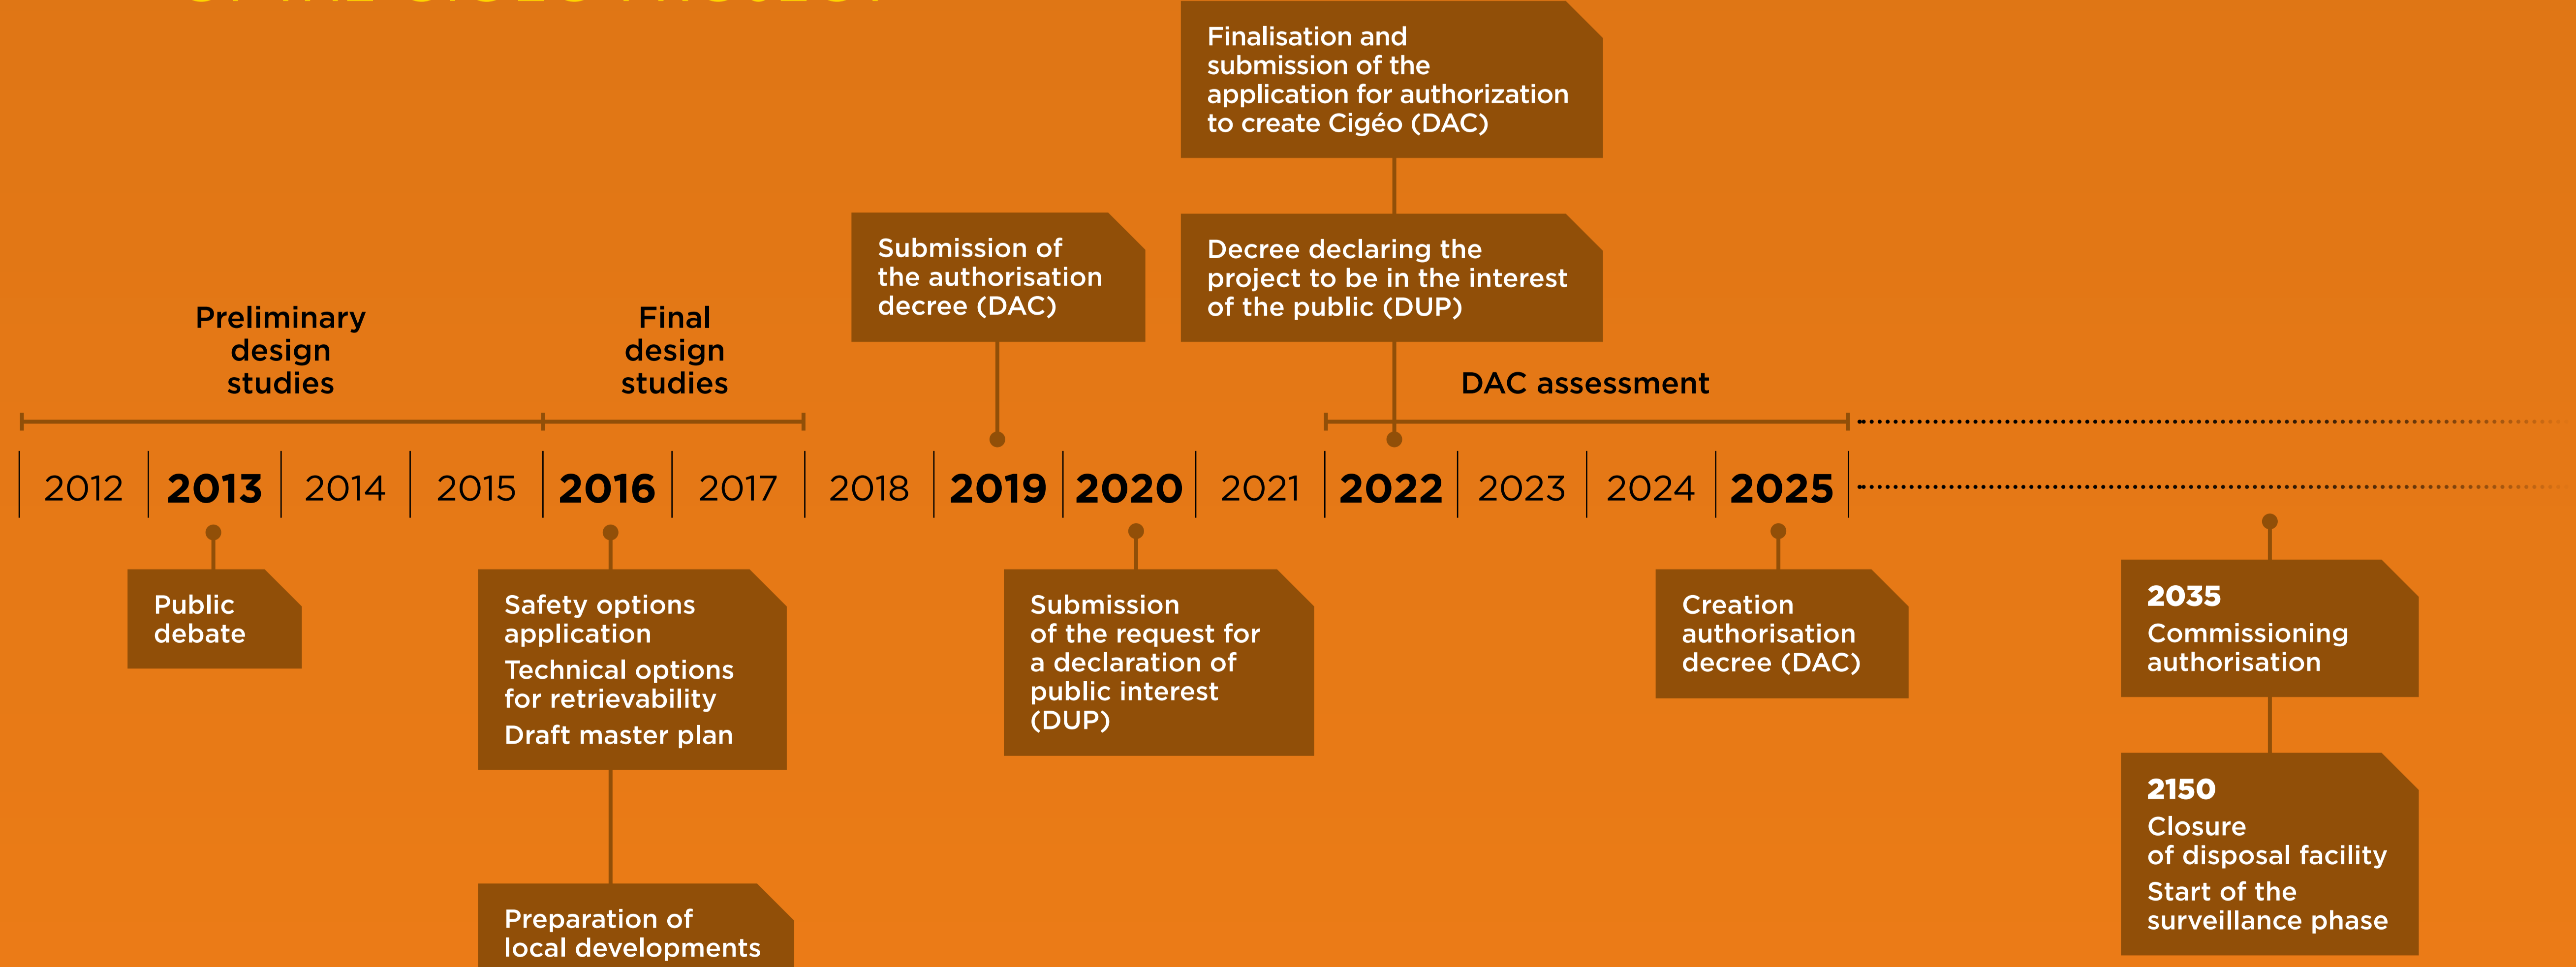 OF THE CIGÉO PROJECT
Finalisation and
submission of the
application for authorization
to create Cigéo (DAC)
Submission of
the authorisation
decree (DAC)
Decree declaring the
project to be in the interest
of the public (DUP)
Preliminary
design
studies
Final
design
studies
DAC assessment
2012 2013 2014 2015 2016 2017 2018 2019 2020 2021 2022 2023 2024 2025
Public
debate
Safety options
application
Technical options
for retrievability
Draft master plan
Preparation of
local developments
Submission
of the request for
a declaration of
public interest
(DUP)
Creation
authorisation
decree (DAC)
2035
Commissioning
authorisation
2150
Closure
of disposal facility
Start of the
surveillance phase